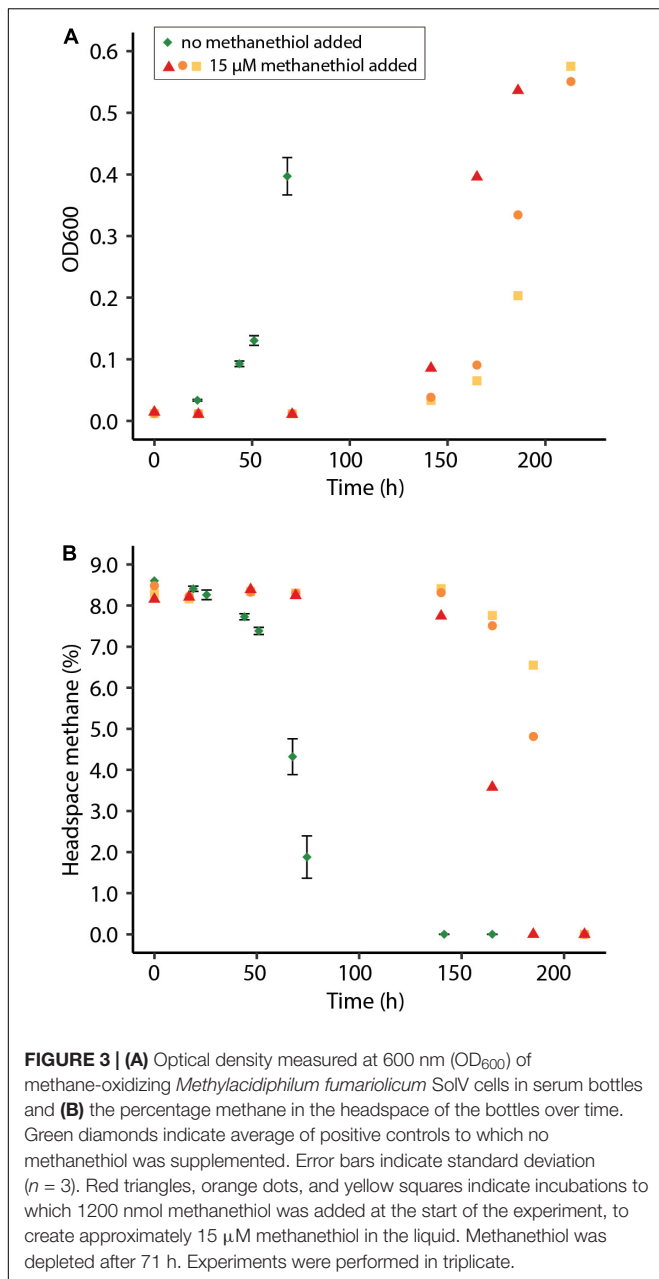 A
no methanethiol added
15 µM methanethiol added
0.6
0.5
0.4
0.3
0.2
0.1
0.0
OD600
0 50 100 150 200
Time (h)
B
9.0
8.0
7.0
6.0
5.0
4.0
3.0
2.0
1.0
0.0
Headspace methane (%)
0 50 100 150 200
Time (h)
FIGURE 3 | (A) Optical density measured at 600 nm (OD600) of
methane-oxidizing Methylacidiphilum fumariolicum SolV cells in serum bottles
and (B) the percentage methane in the headspace of the bottles over time.
Green diamonds indicate average of positive controls to which no
methanethiol was supplemented. Error bars indicate standard deviation
(n = 3). Red triangles, orange dots, and yellow squares indicate incubations to
which 1200 nmol methanethiol was added at the start of the experiment, to
create approximately 15 µM methanethiol in the liquid. Methanethiol was
depleted after 71 h. Experiments were performed in triplicate.